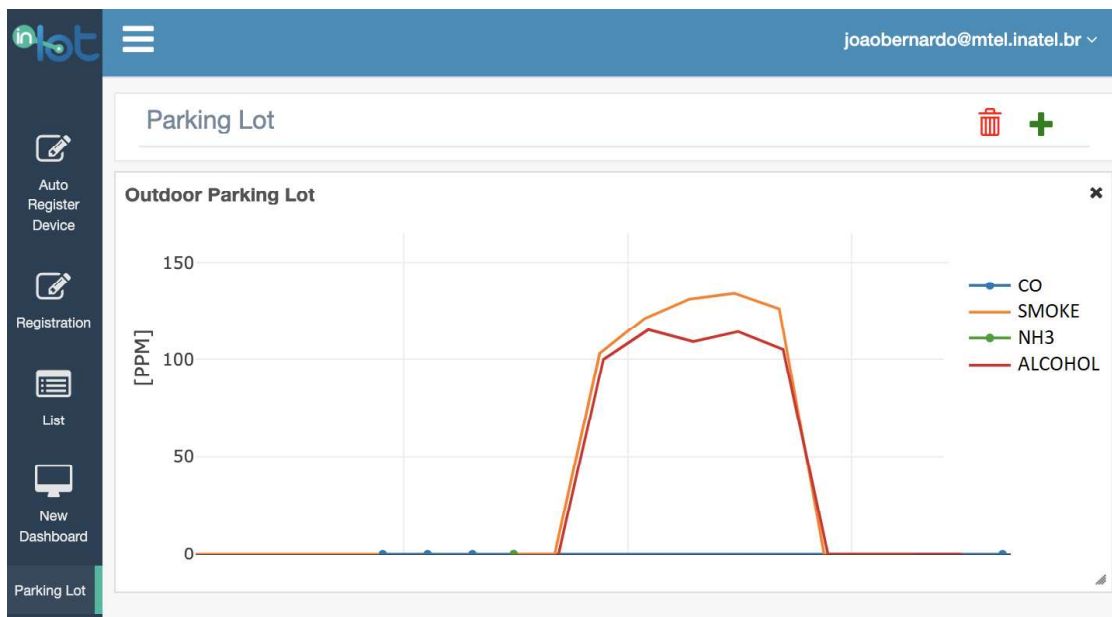 in Iot
joaobernardo@mtel.inatel.br
Parking Lot
Auto
Register
Device
Registration
List
New
Dashboard
Parking Lot
Outdoor Parking Lot
150
100
50
0
[PPM]
CO
SMOKE
NH3
ALCOHOL